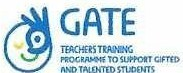 GATE
TEACHERS TRAINING
PROGRAMME TO SUPPORT GIFTED
AND TALENTED STUDENTS